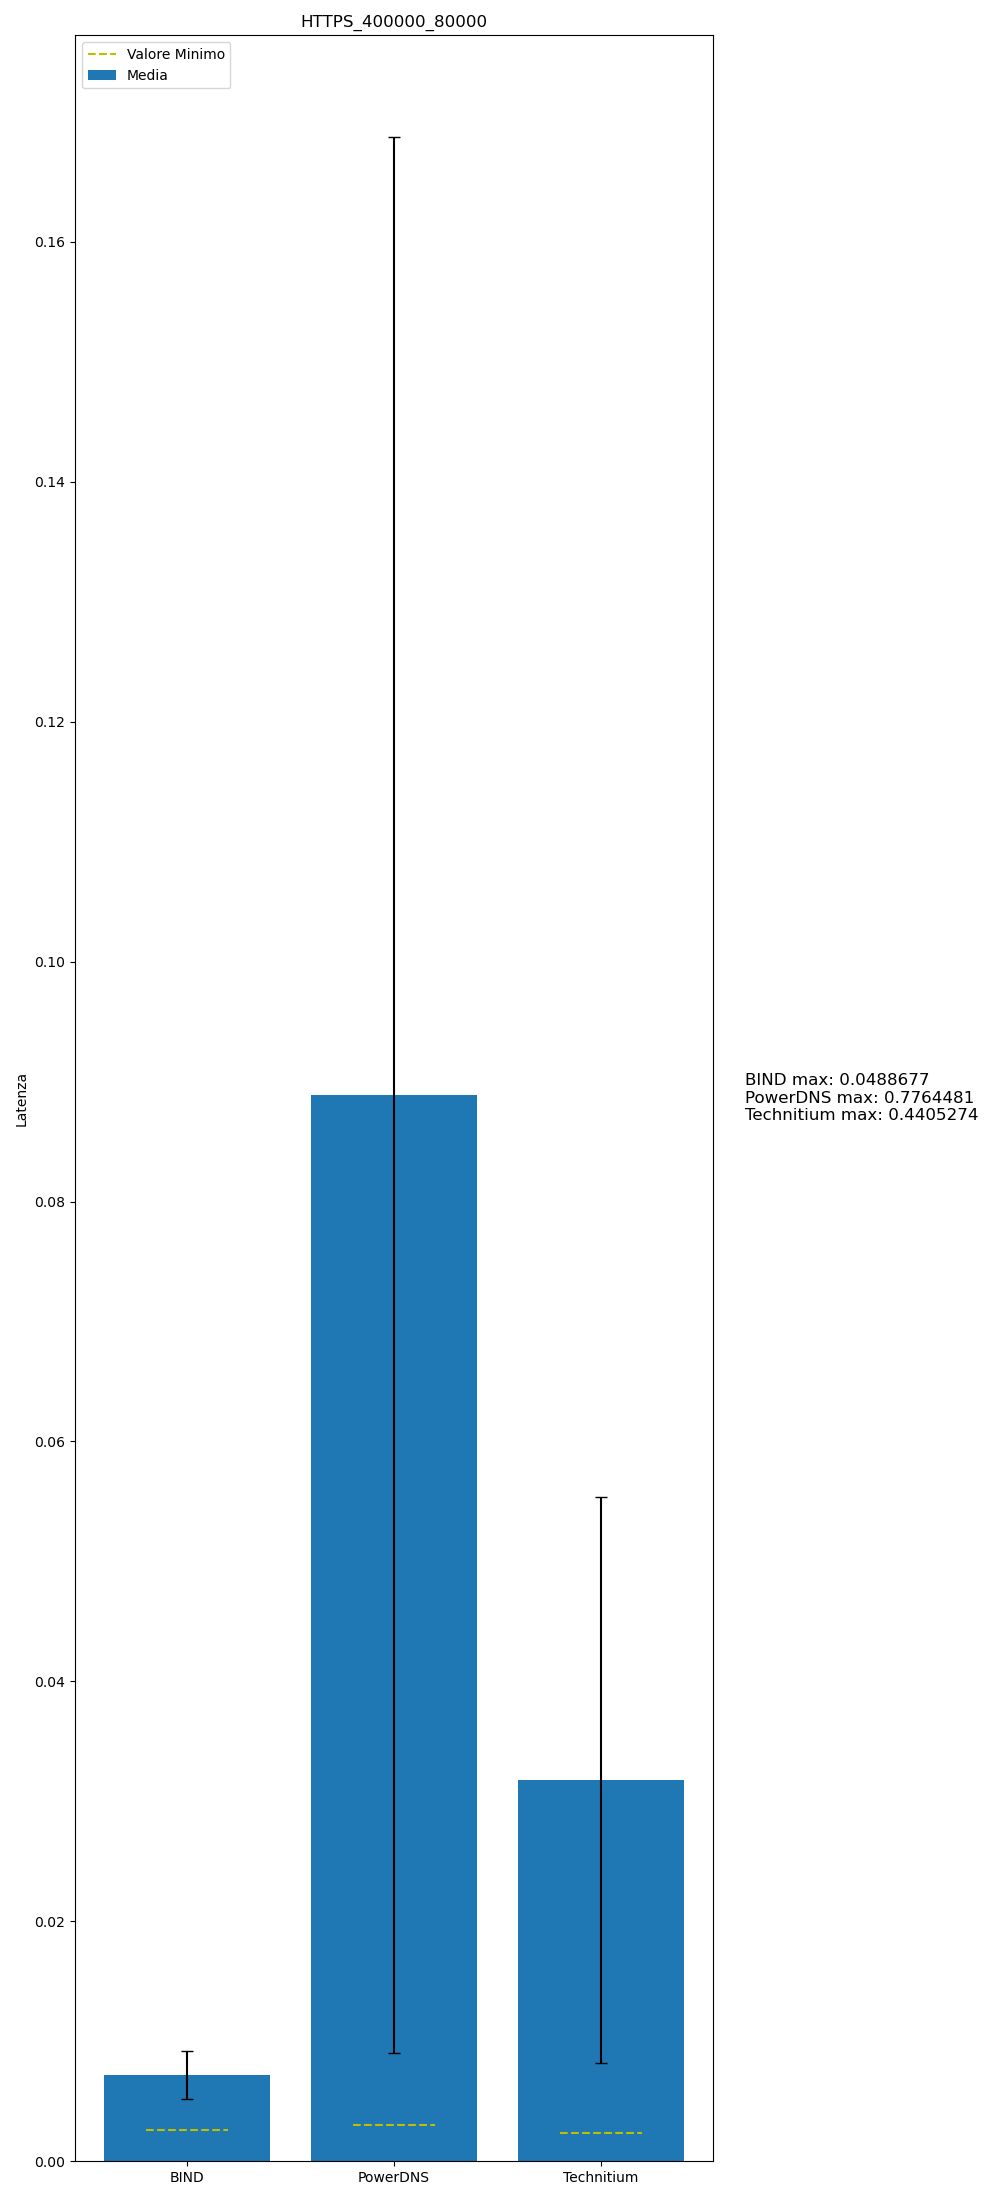 HTTPS_400000_80000
Valore Minimo
Media
0.16
0.14
0.12
0.10
0.08
0.06
0.04
0.02
0.00
Latenza
BIND max: 0.0488677
PowerDNS max: 0.7764481
Technitium max: 0.4405274
BIND
PowerDNS
Technitium